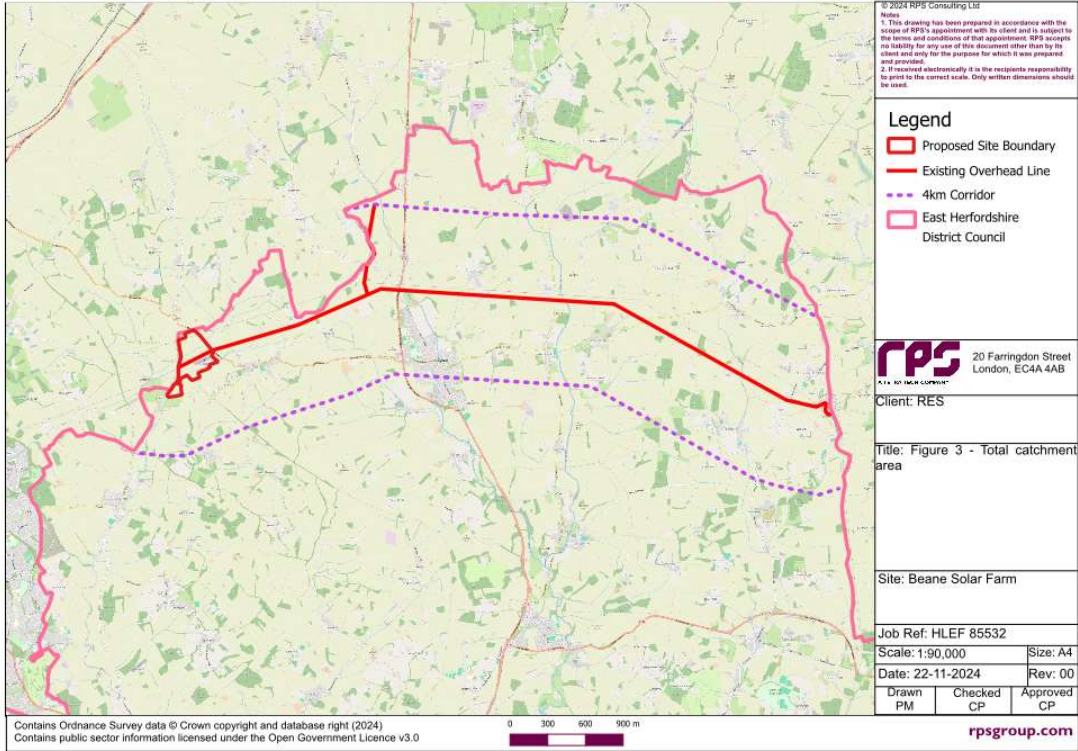 © 2024 RPS Consulting Ltd
Notes
1. This drawing has been prepared in accordance with the
scope of RPS's appointment with its client and is subject to
the terms and conditions of that appointment. RPS accepts
no liability for any use of this document other than by its
client and only for the purpose for which it was prepared
and provided.
2. If received electronically it is the recipients responsibility
to print to the correct scale. Only written dimensions should
be used.
Legend
Proposed Site Boundary
Existing Overhead Line
4km Corridor
East Herfordshire
District Council
rps
A TETRA TECH COMPANY
20 Farringdon Street
London, EC4A 4AB
Client: RES
Title: Figure 3 - Total catchment
area
Site: Beane Solar Farm
Job Ref: HLEF 85532
Scale: 1:90,000
Size: A4
Date: 22-11-2024
Rev: 00
Drawn
PM
Checked
CP
Approved
CP
Contains Ordnance Survey data © Crown copyright and database right (2024)
Contains public sector information licensed under the Open Government Licence v3.0
0 300 600 900 m
rpsgroup.com